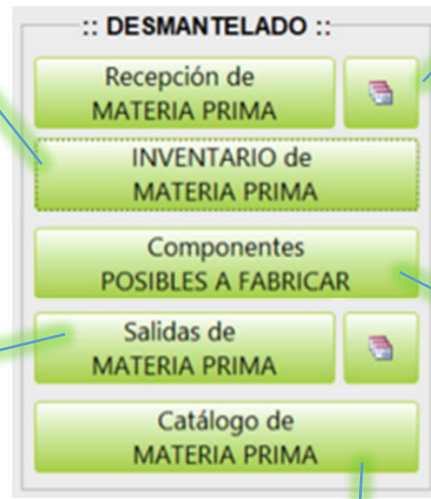 :: DESMANTELADO ::
Recepción de
MATERIA PRIMA
INVENTARIO de
MATERIA PRIMA
Componentes
POSIBLES A FABRICAR
Salidas de
MATERIA PRIMA
Catálogo de
MATERIA PRIMA